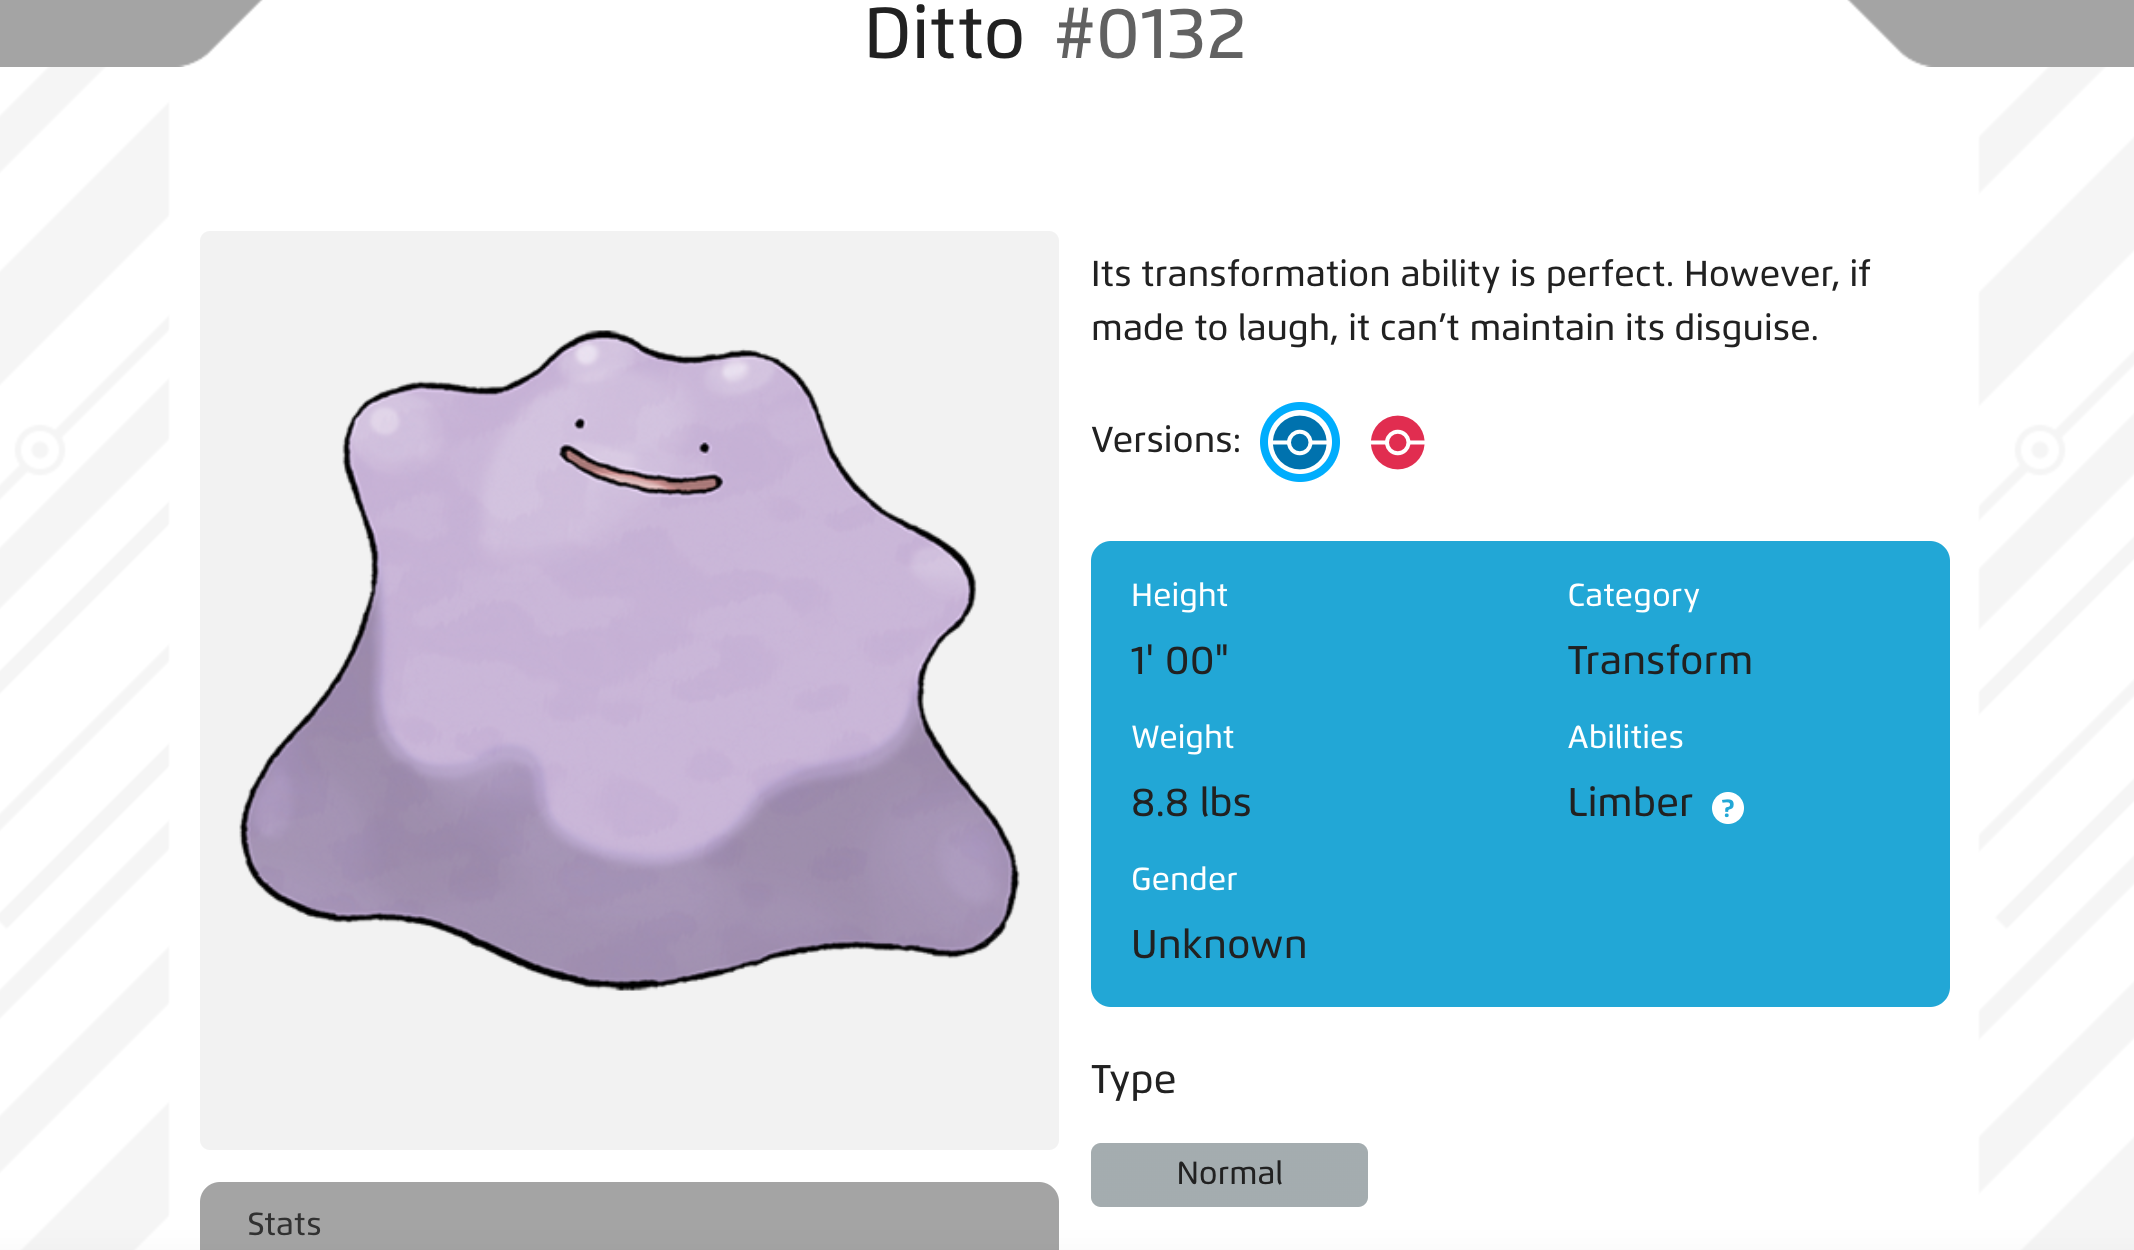 Ditto #0132
Its transformation ability is perfect. However, if
made to laugh, it can’t maintain its disguise.
Versions:
Height
1' 00"
Weight
8.8 lbs
Gender
Unknown
Category
Transform
Abilities
Limber ?
Type
Normal
Stats